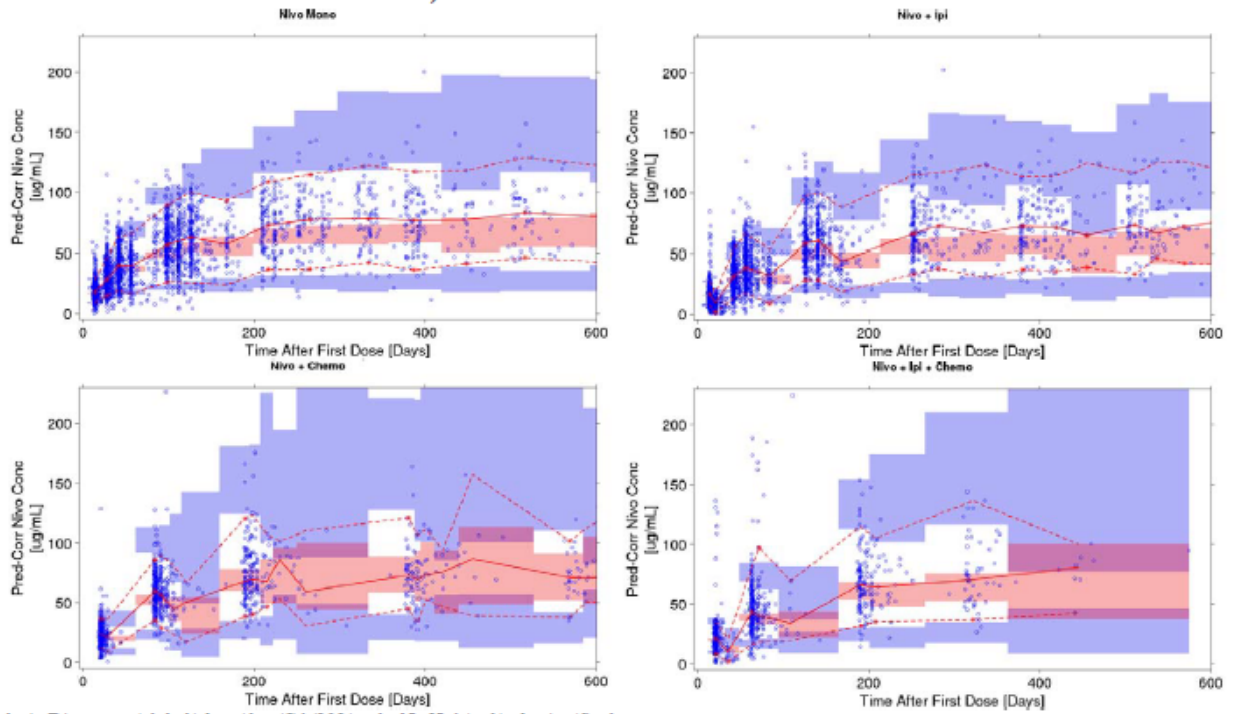 Nivo Mono
Pred-Corr Nivo Conc
[ug/mL]
200
150
100
50
0
0 200 400 600
Time After First Dose [Days]
Nivo + Ipi
Pred-Corr Nivo Conc
[ug/mL]
200
150
100
50
0
0 200 400 600
Time After First Dose [Days]
Nivo + Chemo
Pred-Corr Nivo Conc
[ug/mL]
200
150
100
50
0
0 200 400 600
Time After First Dose [Days]
Nivo + Ipi + Chemo
Pred-Corr Nivo Conc
[ug/mL]
200
150
100
50
0
0 200 400 600
Time After First Dose [Days]